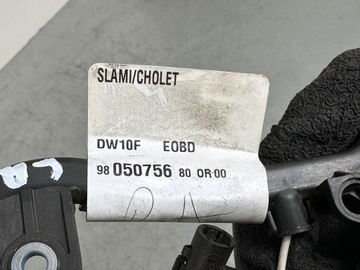 SLAMI/CHOLET
DW10F EOBD
98 050756 80 OR:00